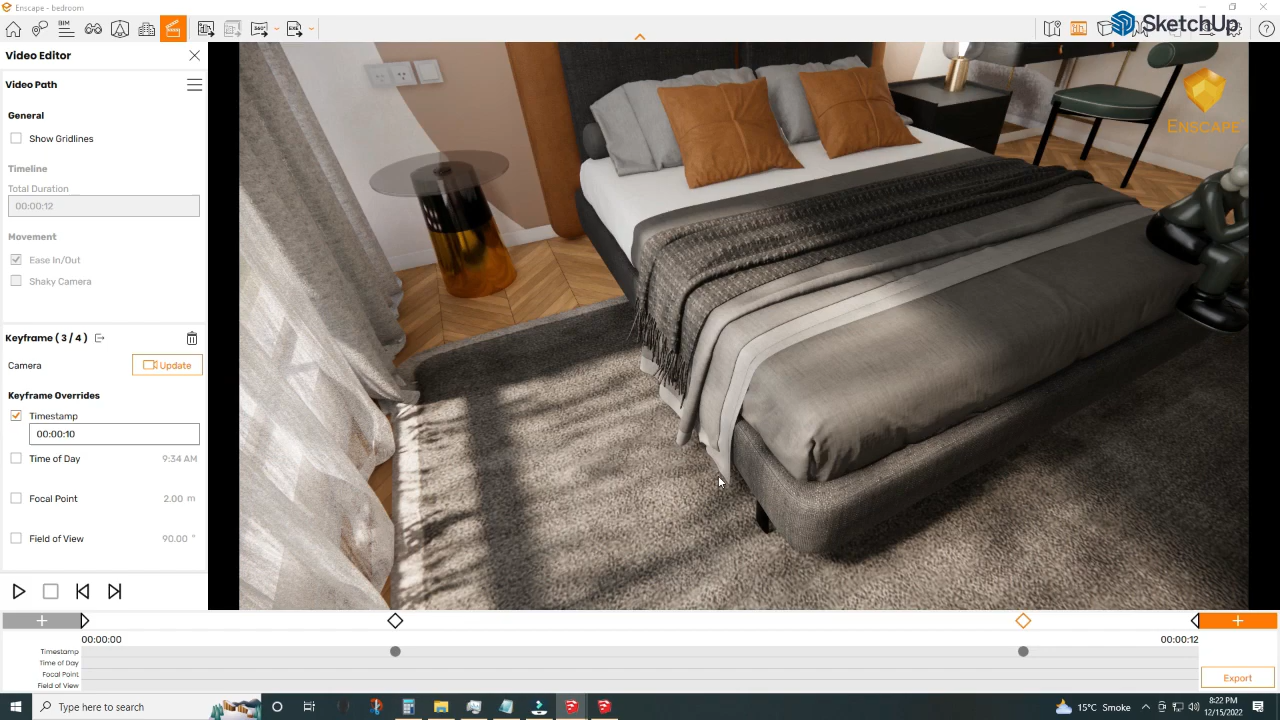 Enscape - bedroom
SketchUp
Video Editor
Video Path
General
Show Gridlines
Timeline
Total Duration
00:00:12
Movement
Ease In/Out
Shaky Camera
Keyframe ( 3 / 4 )
Camera
Update
Keyframe Overrides
Timestamp
00:00:10
Time of Day 9:34 AM
Focal Point 2.00 m
Field of View 90.00 °
ENSCAPE
00:00:00 00:00:12
Timestamp
Time of Day
Focal Point
Field of View
Export
Type here to search
15°C Smoke
8:22 PM
12/15/2022